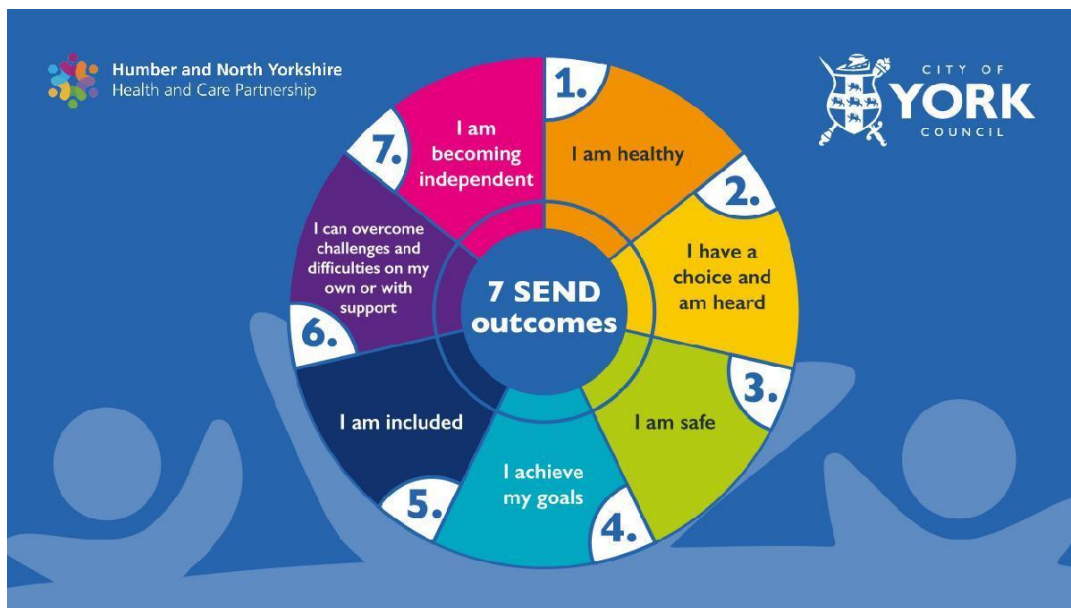 Humber and North Yorkshire
Health and Care Partnership
CITY OF
YORK
COUNCIL
7 SEND
outcomes
1.
I am healthy
2.
I have a
choice and
am heard
3.
I am safe
4.
I achieve
my goals
5.
I am included
6.
I can overcome
challenges and
difficulties on my
own or with
support
7.
I am
becoming
independent